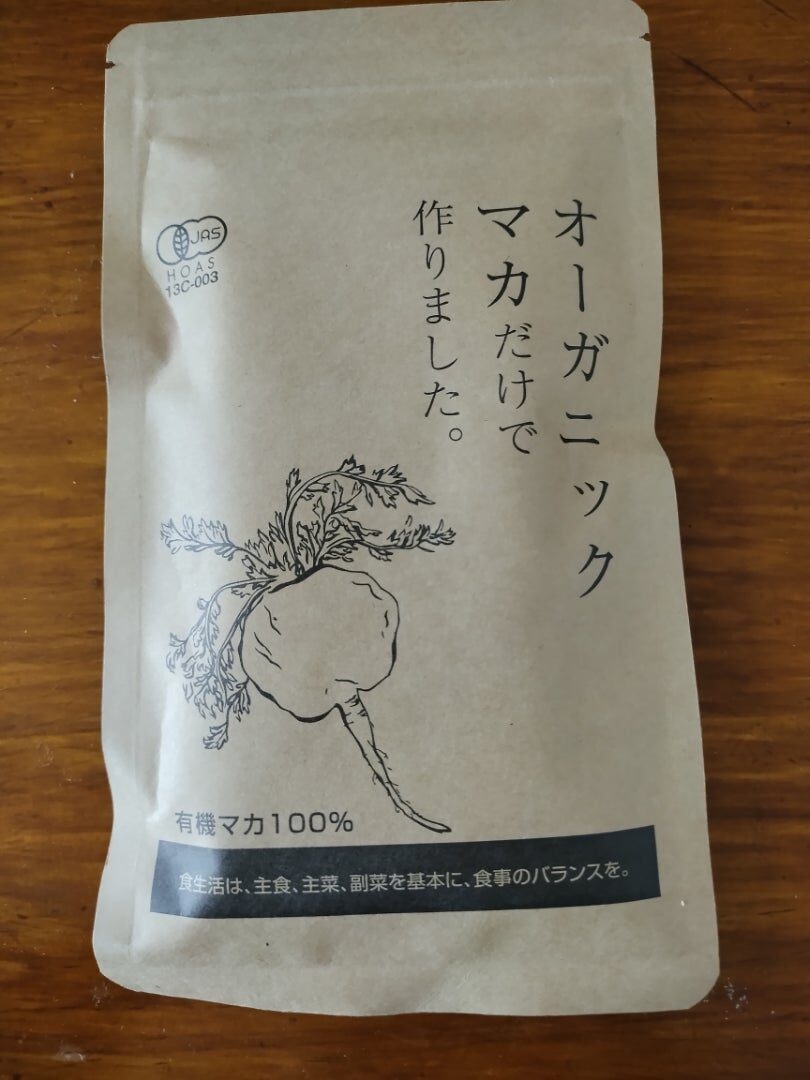 オーガニック
マカだけで
作りました。
JAS
HOAS
13C-003
有機マカ100%
食生活は、主食、主菜、副菜を基本に、食事のバランスを。